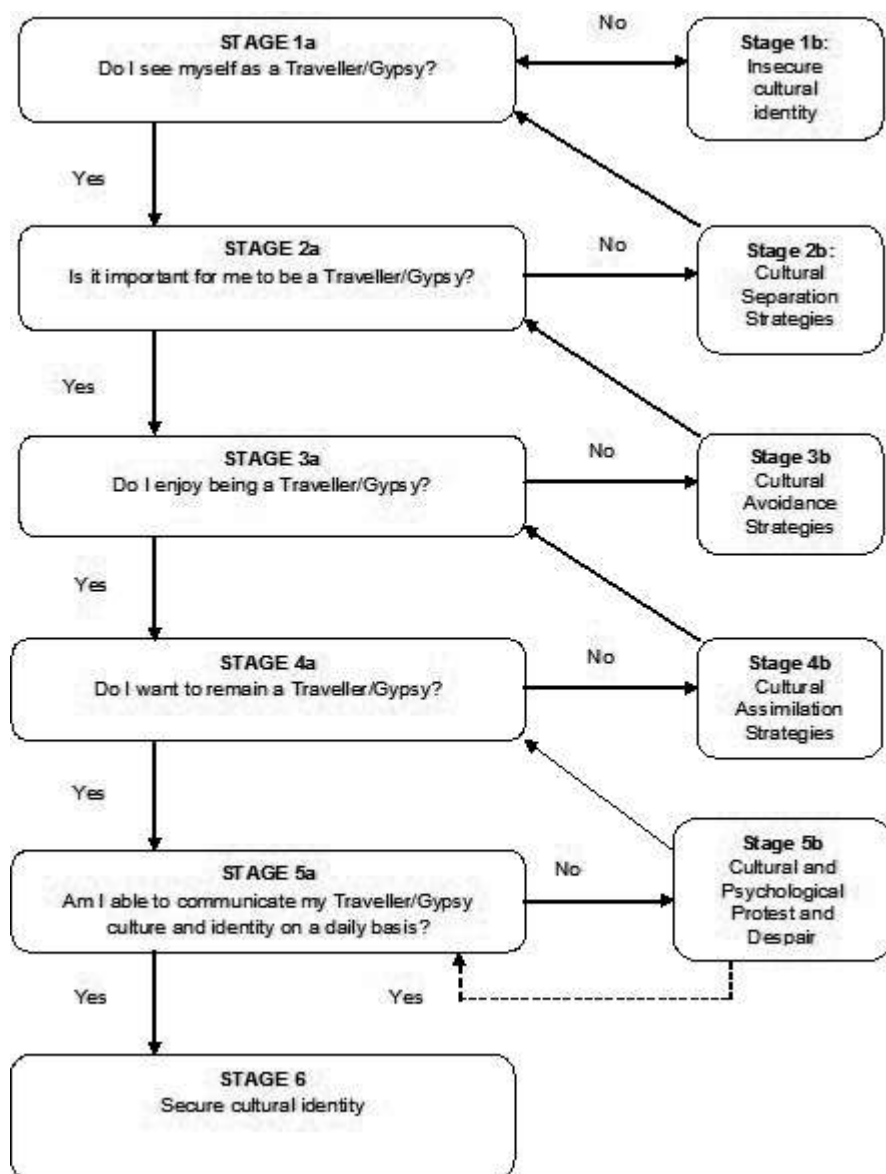 STAGE 1a
Do I see myself as a Traveller/Gypsy?
No
Stage 1b:
Insecure
cultural
identity
Yes
STAGE 2a
Is it important for me to be a Traveller/Gypsy?
No
Stage 2b:
Cultural
Separation
Strategies
Yes
STAGE 3a
Do I enjoy being a Traveller/Gypsy?
No
Stage 3b
Cultural
Avoidance
Strategies
Yes
STAGE 4a
Do I want to remain a Traveller/Gypsy?
No
Stage 4b
Cultural
Assimilation
Strategies
Yes
STAGE 5a
Am I able to communicate my Traveller/Gypsy
culture and identity on a daily basis?
No
Stage 5b
Cultural and
Psychological
Protest and
Despair
Yes
Yes
STAGE 6
Secure cultural identity